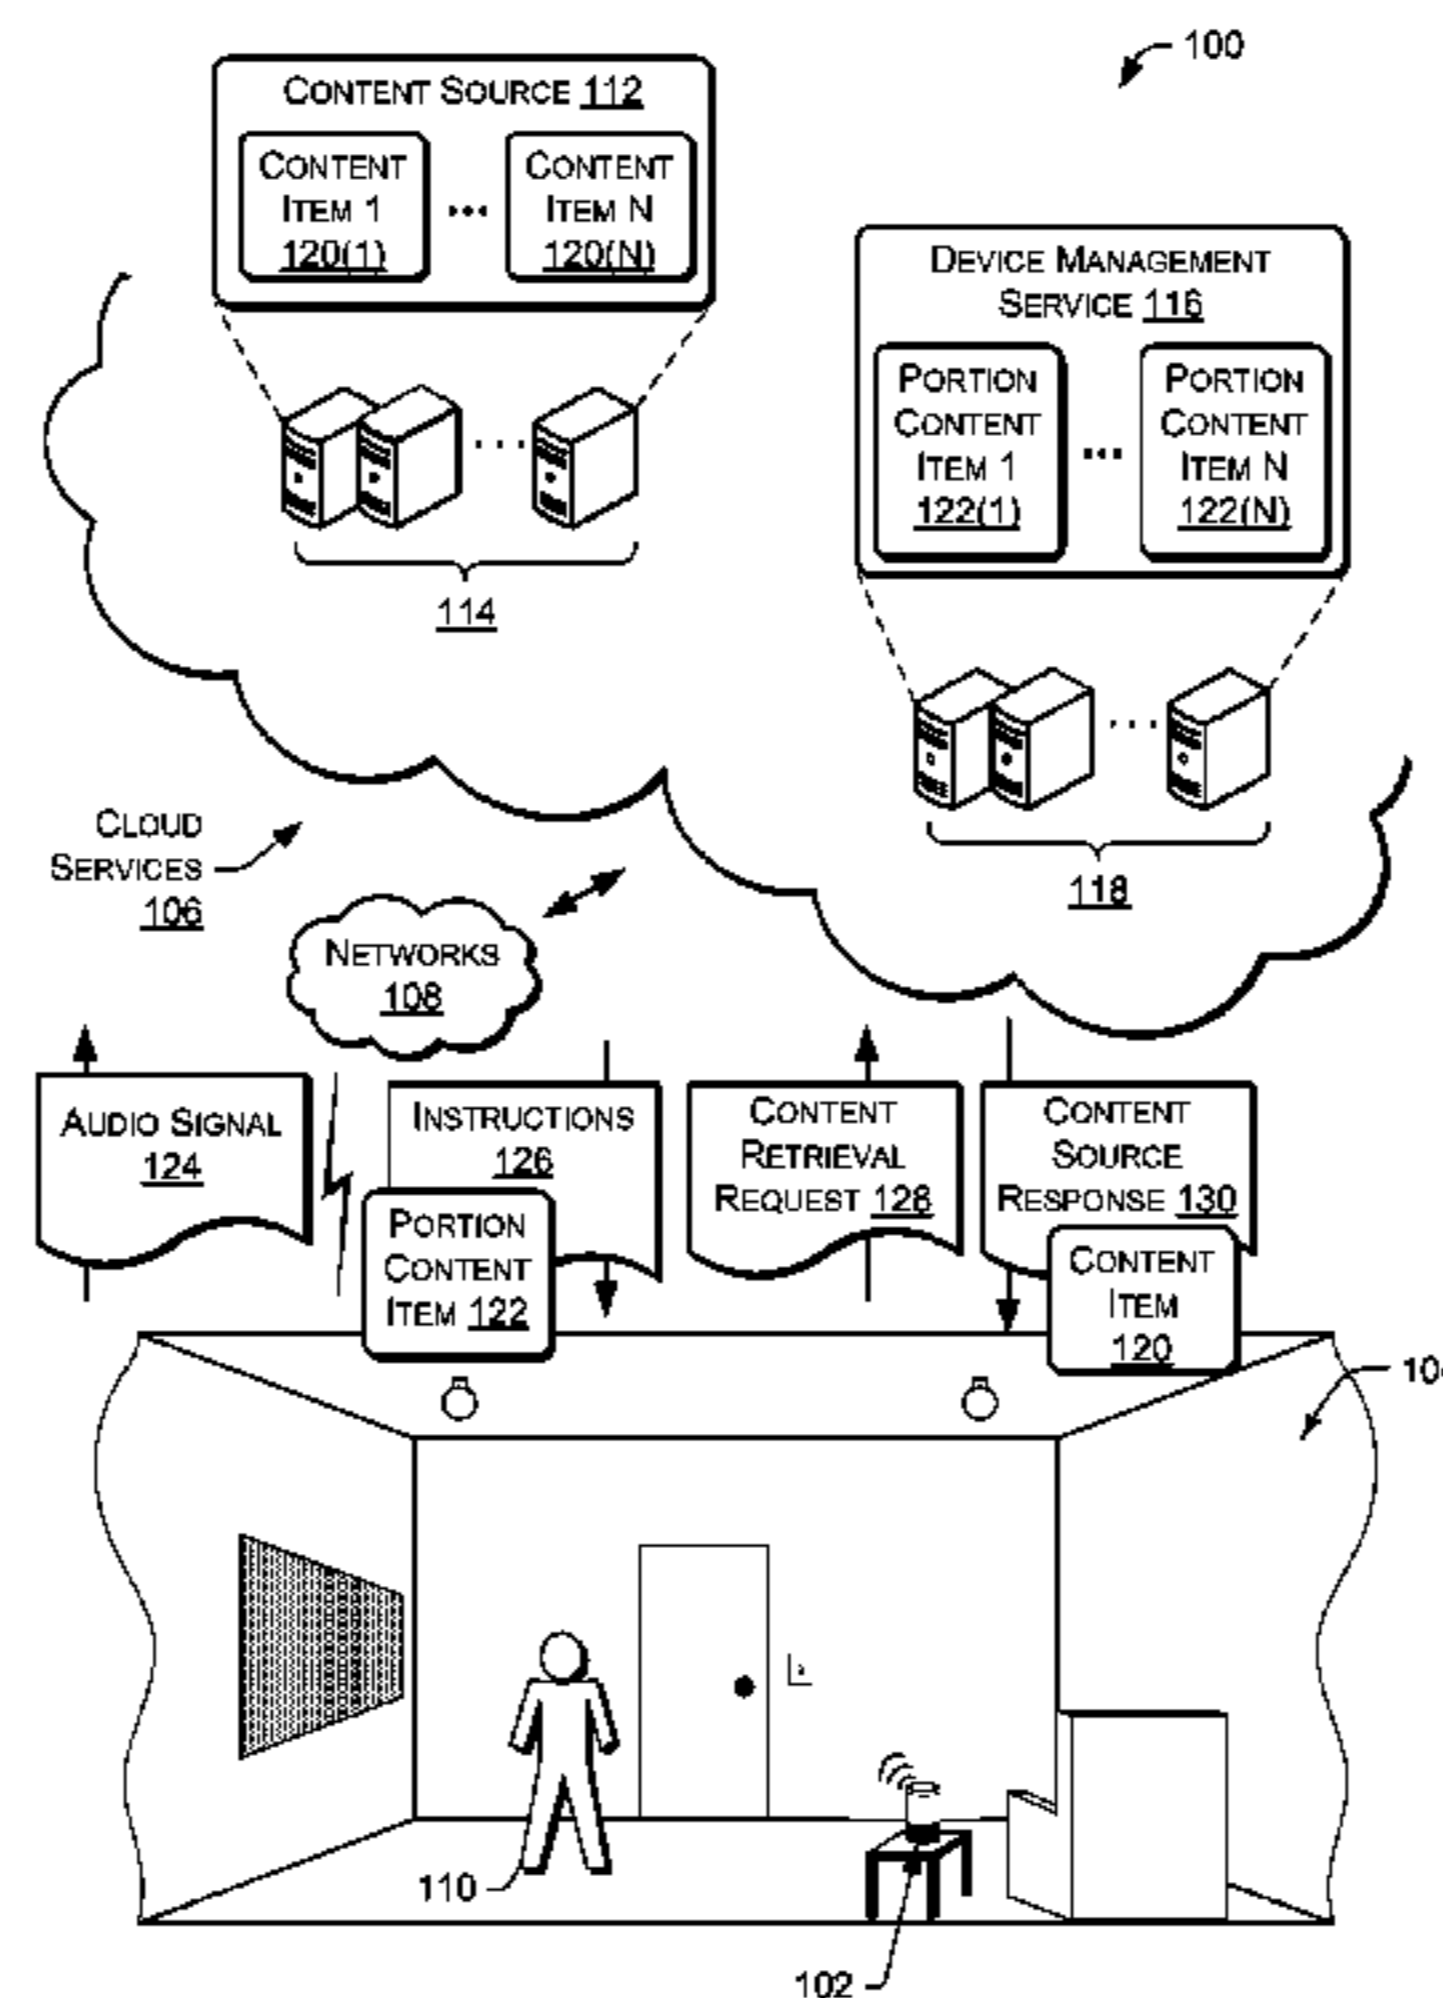 100
CONTENT SOURCE 112
CONTENT
ITEM 1
120(1)
...
CONTENT
ITEM N
120(N)
DEVICE MANAGEMENT
SERVICE 116
PORTION
CONTENT
ITEM 1
122(1)
...
PORTION
CONTENT
ITEM N
122(N)
...
114
...
118
CLOUD
SERVICES
106
NETWORKS
108
AUDIO SIGNAL
124
INSTRUCTIONS
126
PORTION
CONTENT
ITEM 122
CONTENT
RETRIEVAL
REQUEST 128
CONTENT
SOURCE
RESPONSE 130
CONTENT
ITEM
120
110
102